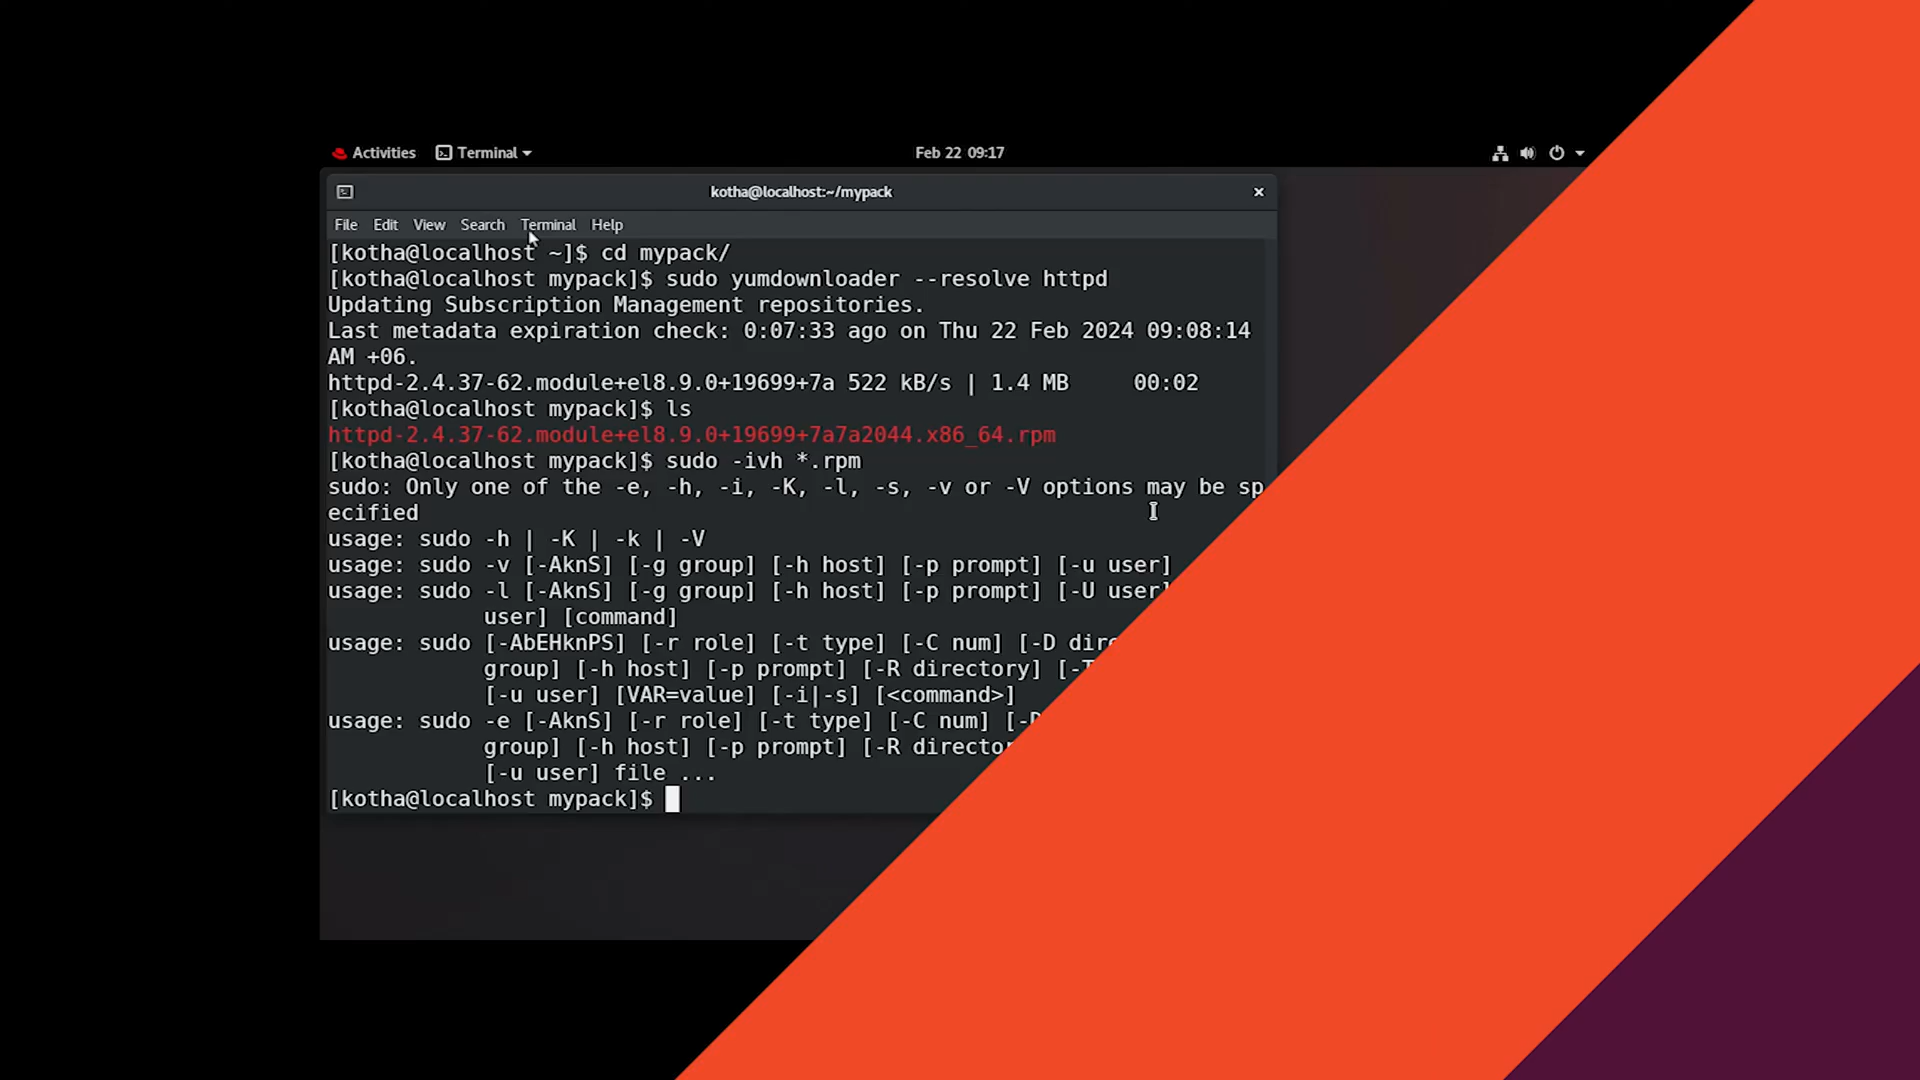 Activities Terminal Feb 22 09:17
kotha@localhost:~/mypack
File Edit View Search Terminal Help
[kotha@localhost ~]$ cd mypack/
[kotha@localhost mypack]$ sudo yumdownloader --resolve httpd
Updating Subscription Management repositories.
Last metadata expiration check: 0:07:33 ago on Thu 22 Feb 2024 09:08:14
AM +06.
httpd-2.4.37-62.module+el8.9.0+19699+7a 522 kB/s | 1.4 MB     00:02
[kotha@localhost mypack]$ ls
httpd-2.4.37-62.module+el8.9.0+19699+7a7a2044.x86_64.rpm
[kotha@localhost mypack]$ sudo -ivh *.rpm
sudo: Only one of the -e, -h, -i, -K, -l, -s, -v or -V options may be sp
ecified
usage: sudo -h | -K | -k | -V
usage: sudo -v [-AknS] [-g group] [-h host] [-p prompt] [-u user]
usage: sudo -l [-AknS] [-g group] [-h host] [-p prompt] [-U user]
user] [command]
usage: sudo [-AbEHknPS] [-r role] [-t type] [-C num] [-D
group] [-h host] [-p prompt] [-R directory]
[-u user] [VAR=value] [-i|-s] [<command>]
usage: sudo -e [-AknS] [-r role] [-t type] [-C num]
group] [-h host] [-p prompt] [-R
[-u user] file ...
[kotha@localhost mypack]$